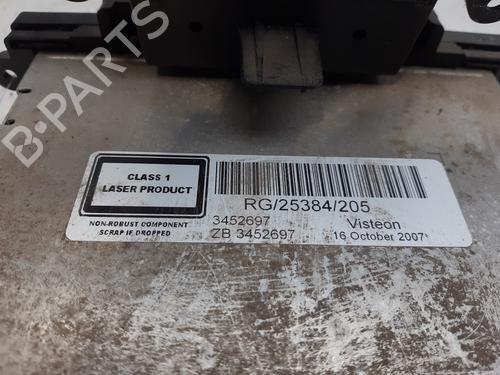 B-PARTS
CLASS 1
LASER PRODUCT
NON-ROBUST COMPONENT
SCRAP IF DROPPED
RG/25384/205
3452697
Visteon
ZB 3452697
16 October 2007